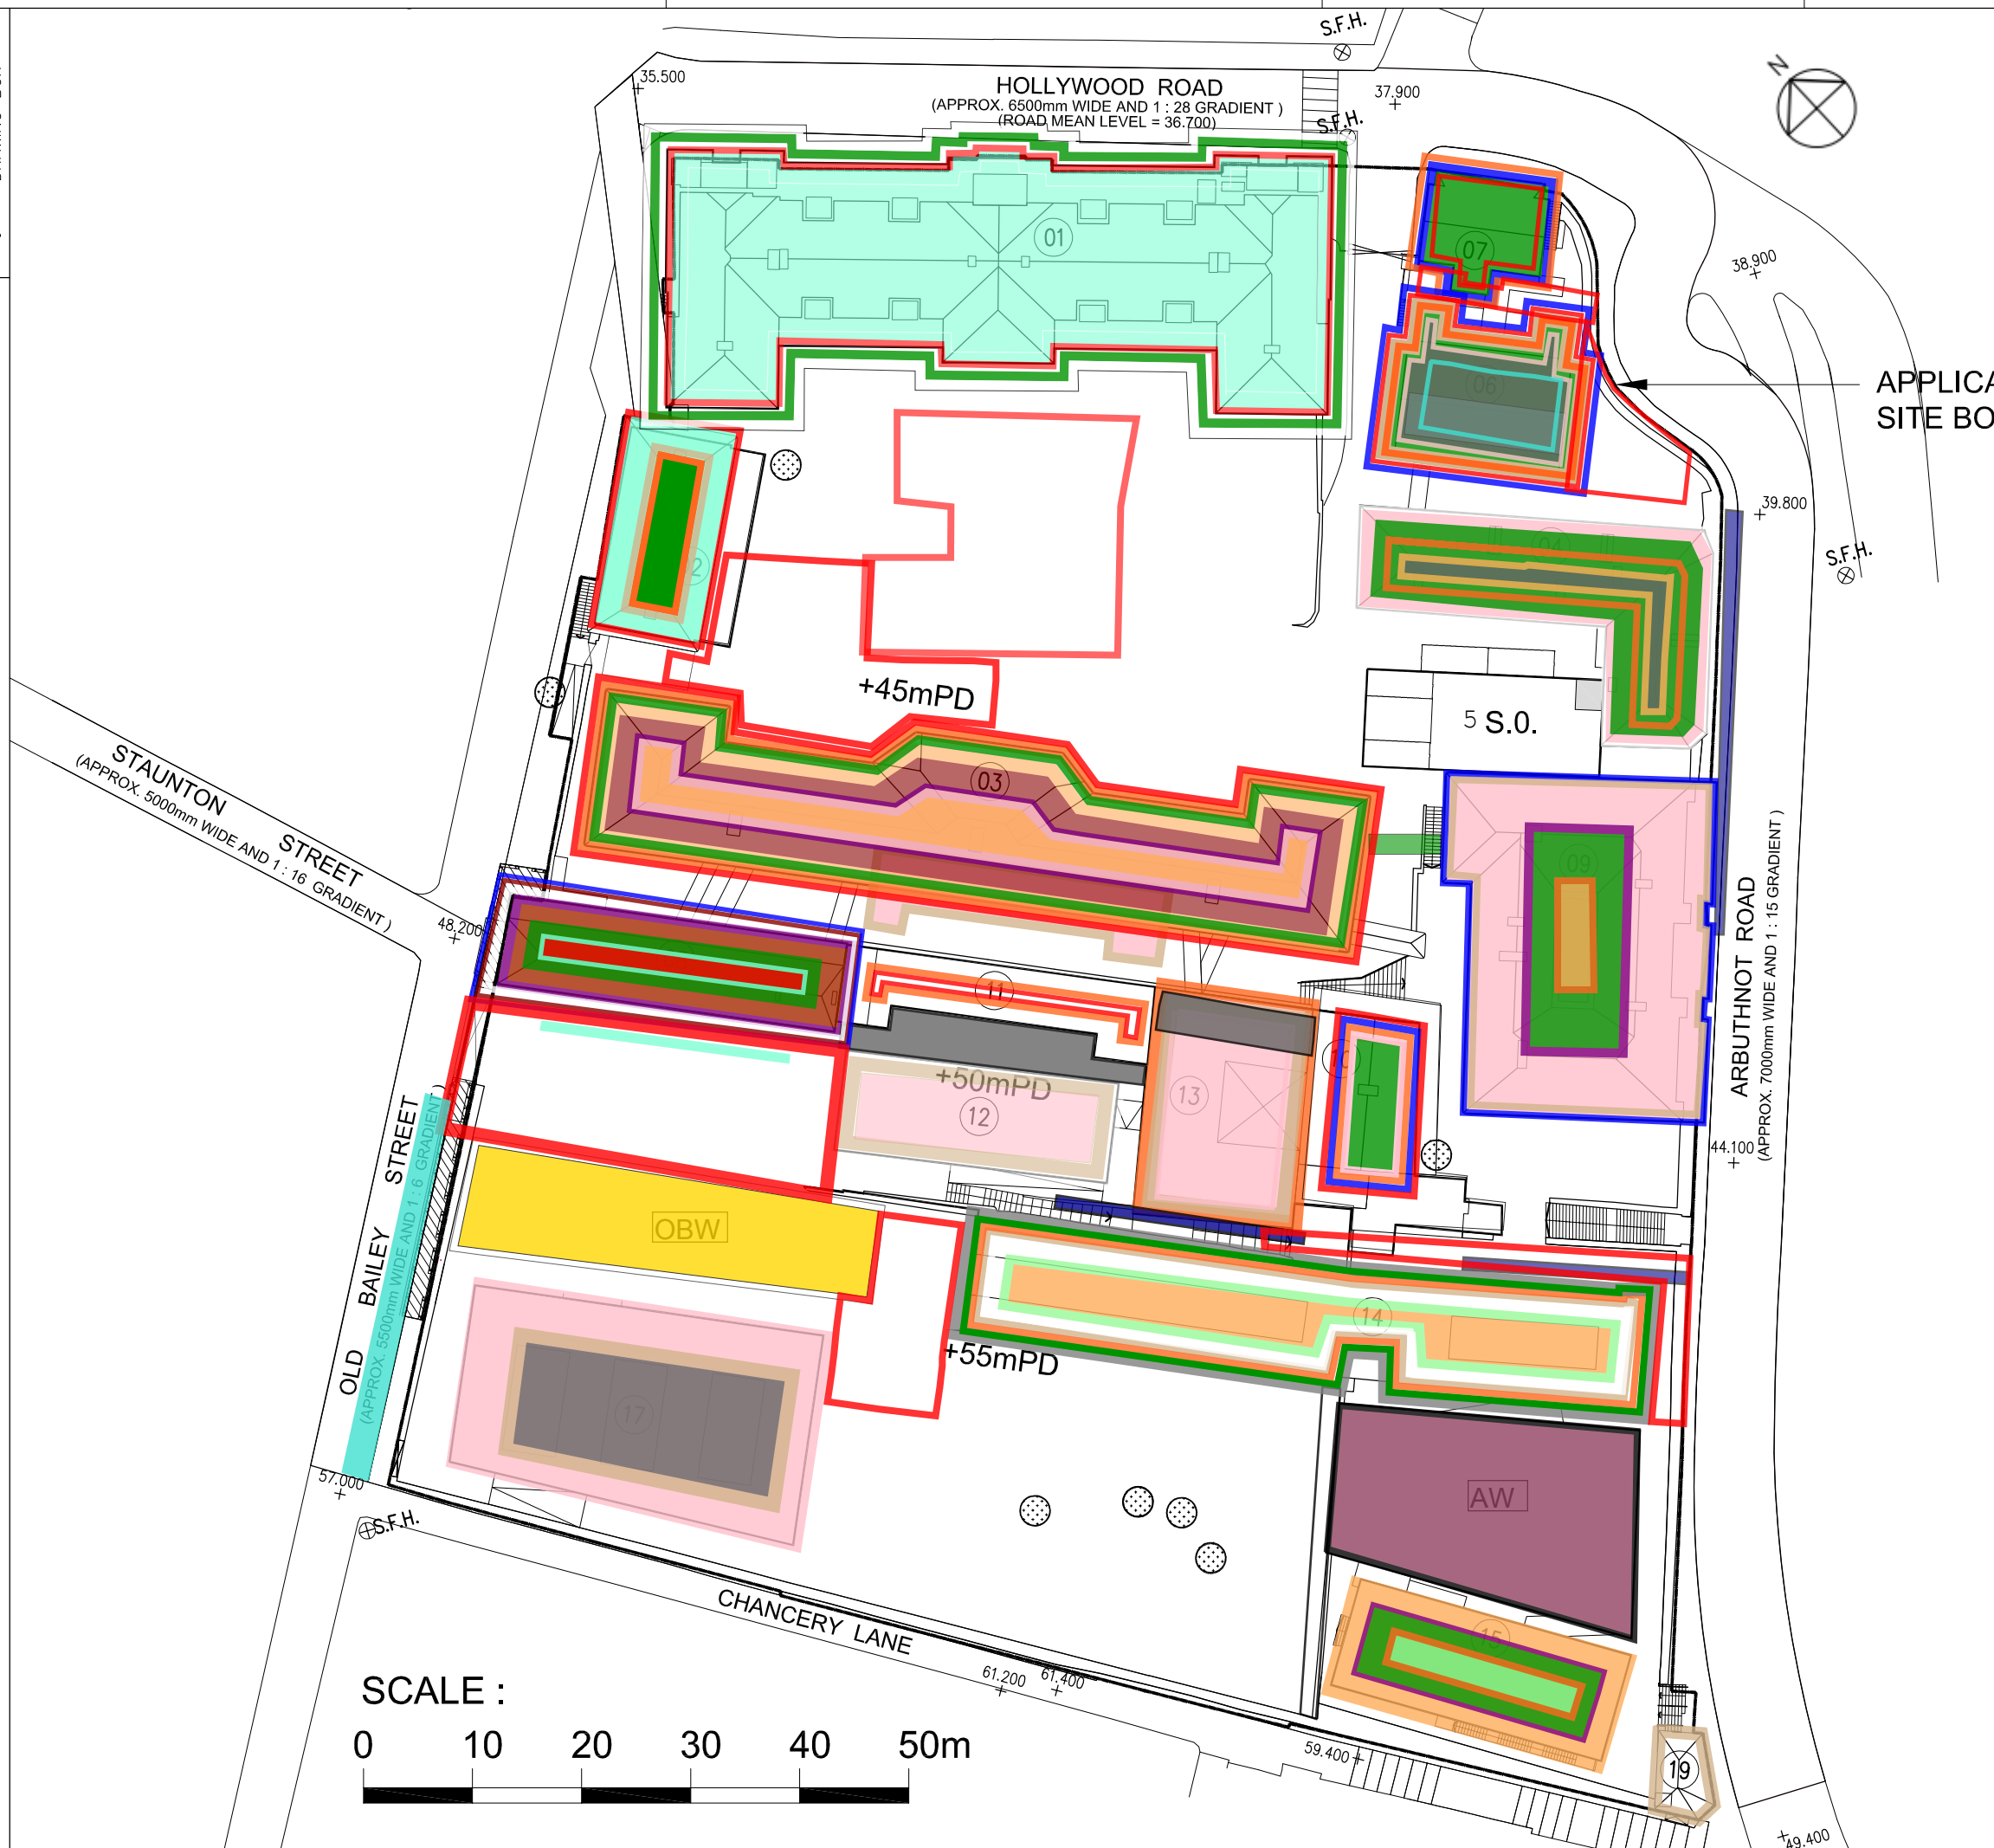 S.F.H.
35.500
HOLLYWOOD ROAD
(APPROX. 6500mm WIDE AND 1 : 28 GRADIENT )
(ROAD MEAN LEVEL = 36.700)
37.900
S.F.H.
N
01
07
38.900
06
APPLICA
SITE BO
39.800
04
S.F.H.
2
+45mPD
5 S.O.
03
STAUNTON STREET
(APPROX. 5000mm WIDE AND 1 : 16 GRADIENT )
48.200
09
11
10
ARBUTHNOT ROAD
(APPROX. 7000mm WIDE AND 1 : 15 GRADIENT )
+50mPD
12
13
44.100
OLD BAILEY STREET
(APPROX. 5500mm WIDE AND 1 : 6 GRADIENT )
OBW
14
+55mPD
17
57.000
S.F.H.
AW
CHANCERY LANE
15
61.200
61.400
59.400
19
49.400
SCALE :
0 10 20 30 40 50m